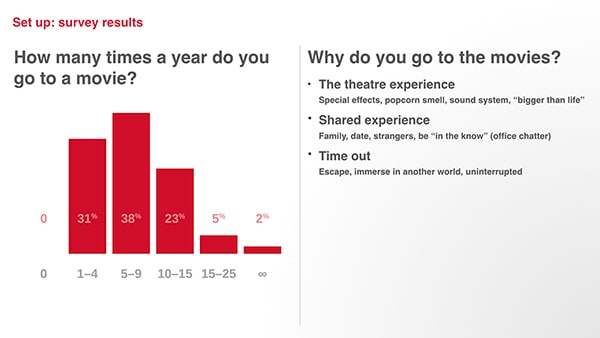 Set up: survey results
How many times a year do you
go to a movie?
0 31% 38% 23% 5% 2%
0 1–4 5–9 10–15 15–25 ∞
Why do you go to the movies?
• The theatre experience
Special effects, popcorn smell, sound system, “bigger than life”
• Shared experience
Family, date, strangers, be “in the know” (office chatter)
• Time out
Escape, immerse in another world, uninterrupted